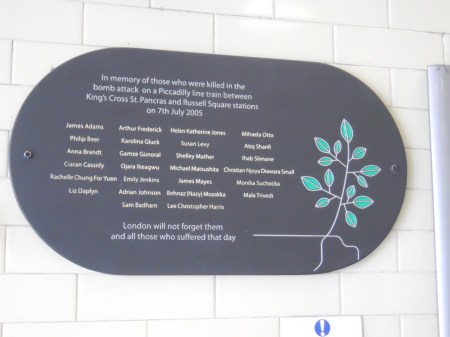 In memory of those who were killed in the
bomb attack on a Piccadilly line train between
King's Cross St. Pancras and Russell Square stations
on 7th July 2005
James Adams Arthur Frederick Helen Katherine Jones Mihaela Otto
Philip Beer Karolina Gluck Susan Levy Atiq Sharifi
Anna Brandt Gamze Günoral Shelley Mather Ihab Slimane
Ciaran Cassidy Ojara Ikeagwu Michael Matsushita Christian Njoya Diawara Small
Rachelle Chung For Yuen Emily Jenkins James Mayes Monika Suchocka
Liz Daplyn Adrian Johnson Behnaz (Nazy) Mozakka Mala Trivedi
Sam Badham Lee Christopher Harris
London will not forget them
and all those who suffered that day
!